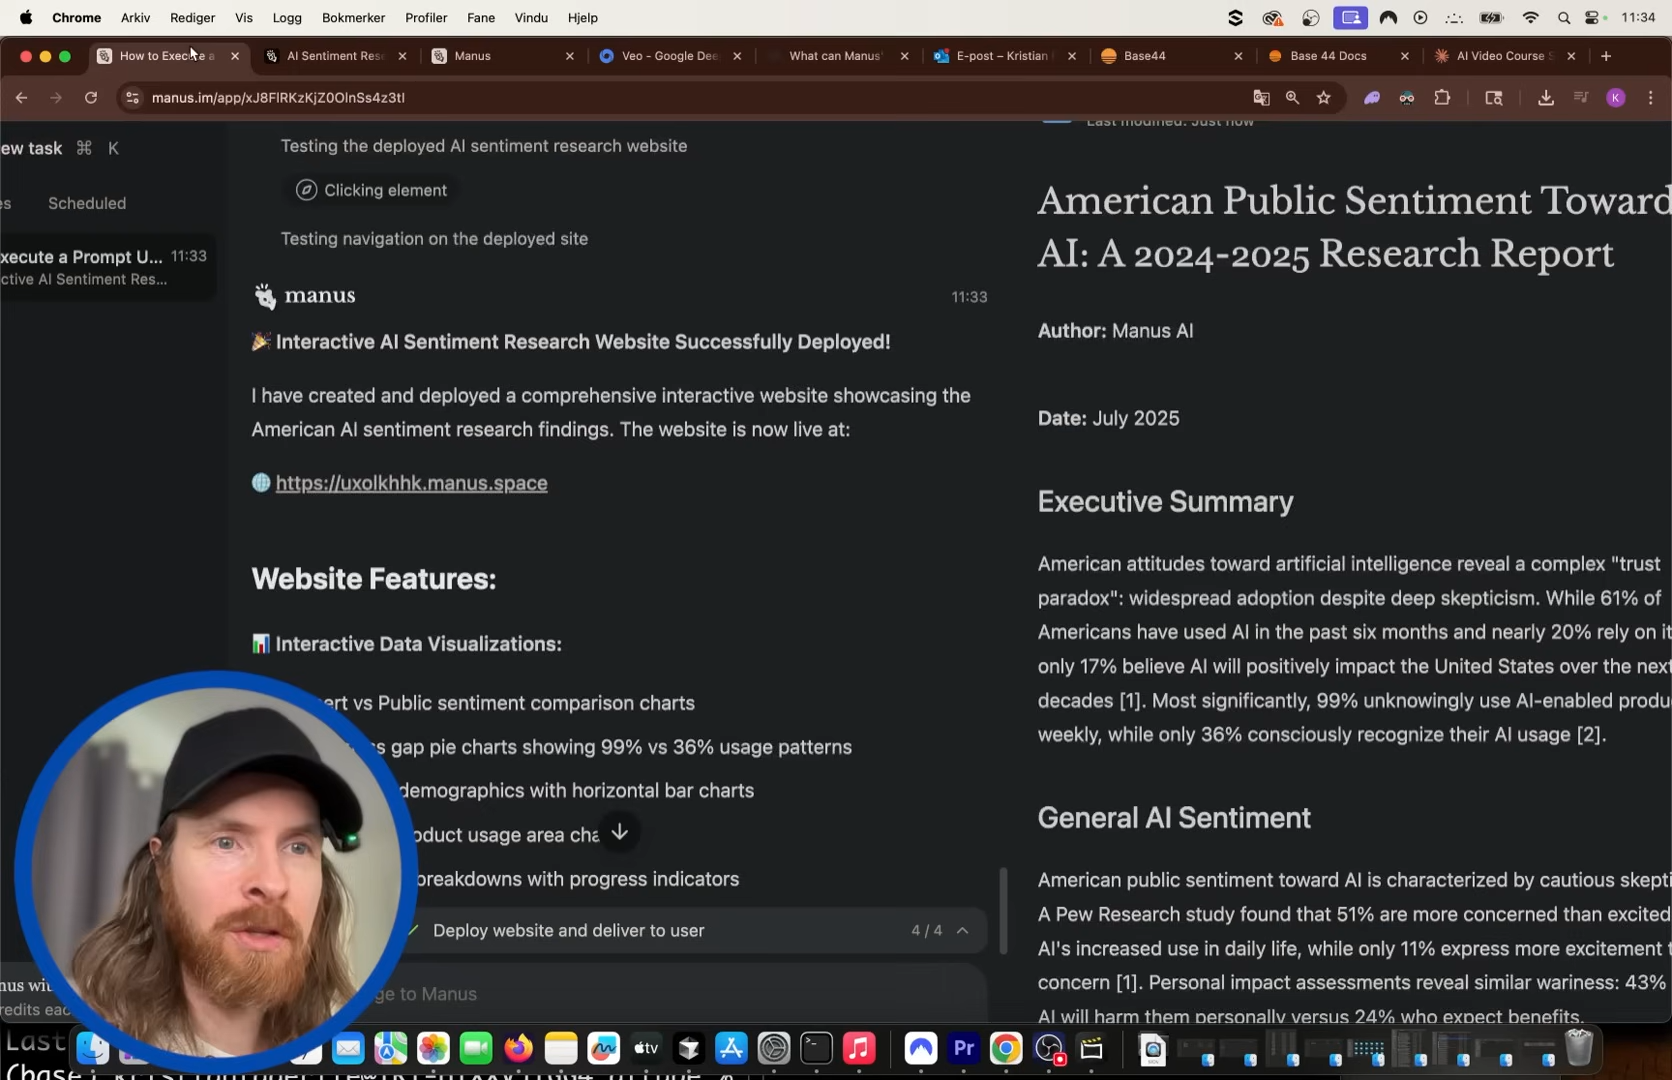 Chrome Arkiv Rediger Vis Logg Bokmerker Profiler Fane Vindu Hjelp 11:34
How to Execute a AI Sentiment Res Manus Veo - Google Dee What can Manus' E-post – Kristian Base44 Base 44 Docs AI Video Course S
manus.im/app/xJ8FlRKzKjZ0OlnSs4z3tI K
ew task ⌘ K
es Scheduled
xecute a Prompt U... 11:33
ctive AI Sentiment Res...
Testing the deployed AI sentiment research website
Clicking element
Testing navigation on the deployed site
manus 11:33
Interactive AI Sentiment Research Website Successfully Deployed!
I have created and deployed a comprehensive interactive website showcasing the
American AI sentiment research findings. The website is now live at:
https://uxolkhhk.manus.space
Website Features:
Interactive Data Visualizations:
ert vs Public sentiment comparison charts
s gap pie charts showing 99% vs 36% usage patterns
demographics with horizontal bar charts
oduct usage area cha
breakdowns with progress indicators
Deploy website and deliver to user 4 / 4
ge to Manus
nus wit
redits eac
Last modified: Just now
American Public Sentiment Toward
AI: A 2024-2025 Research Report
Author: Manus AI
Date: July 2025
Executive Summary
American attitudes toward artificial intelligence reveal a complex "trust
paradox": widespread adoption despite deep skepticism. While 61% of
Americans have used AI in the past six months and nearly 20% rely on it
only 17% believe AI will positively impact the United States over the next
decades [1]. Most significantly, 99% unknowingly use AI-enabled produ
weekly, while only 36% consciously recognize their AI usage [2].
General AI Sentiment
American public sentiment toward AI is characterized by cautious skepti
A Pew Research study found that 51% are more concerned than excited
AI's increased use in daily life, while only 11% express more excitement t
concern [1]. Personal impact assessments reveal similar wariness: 43%
AI will harm them personally versus 24% who expect benefits.
tv Pr
Last